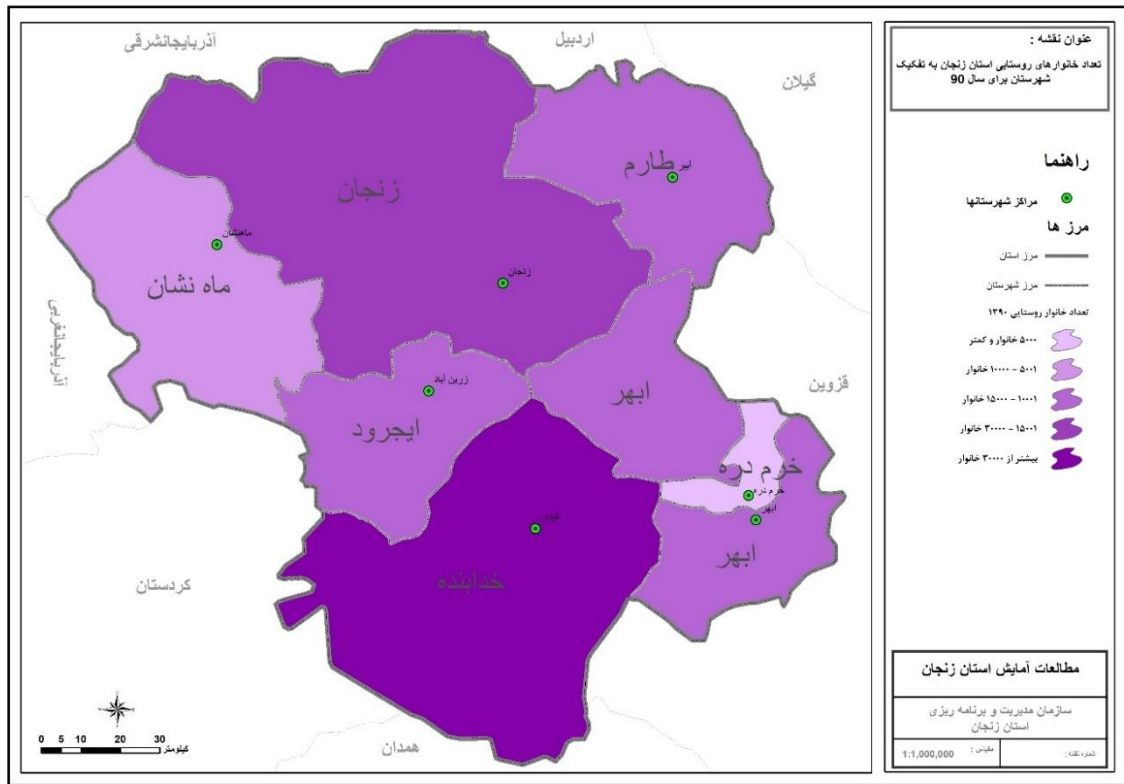 عنوان نقشه :
تعداد خانوارهای روستایی استان زنجان به تفکیک
شهرستان برای سال 90
راهنما
مراکز شهرستانها
مرز ها
مرز استان
مرز شهرستان
تعداد خانوار روستایی ۱۳۹۰
۵۰۰۰ خانوار و کمتر
۵۰۰۱ - ۱۰۰۰۰ خانوار
۱۰۰۰۱ - ۱۵۰۰۰ خانوار
۱۵۰۰۱ - ۳۰۰۰۰ خانوار
بیشتر از ۳۰۰۰۰ خانوار
مطالعات آمایش استان زنجان
سازمان مدیریت و برنامه ریزی
استان زنجان
شماره نقشه :
مقیاس :
1:1,000,000
آذربایجانشرقی
اردبیل
گیلان
طارم
آببر
زنجان
زنجان
ماهنشان
ماه نشان
آذربایجانغربی
قزوین
زرین آباد
ایجرود
ابهر
خرم دره
خرم دره
ابهر
ابهر
قیدار
خدابنده
کردستان
همدان
0 5 10 20 30
کیلومتر